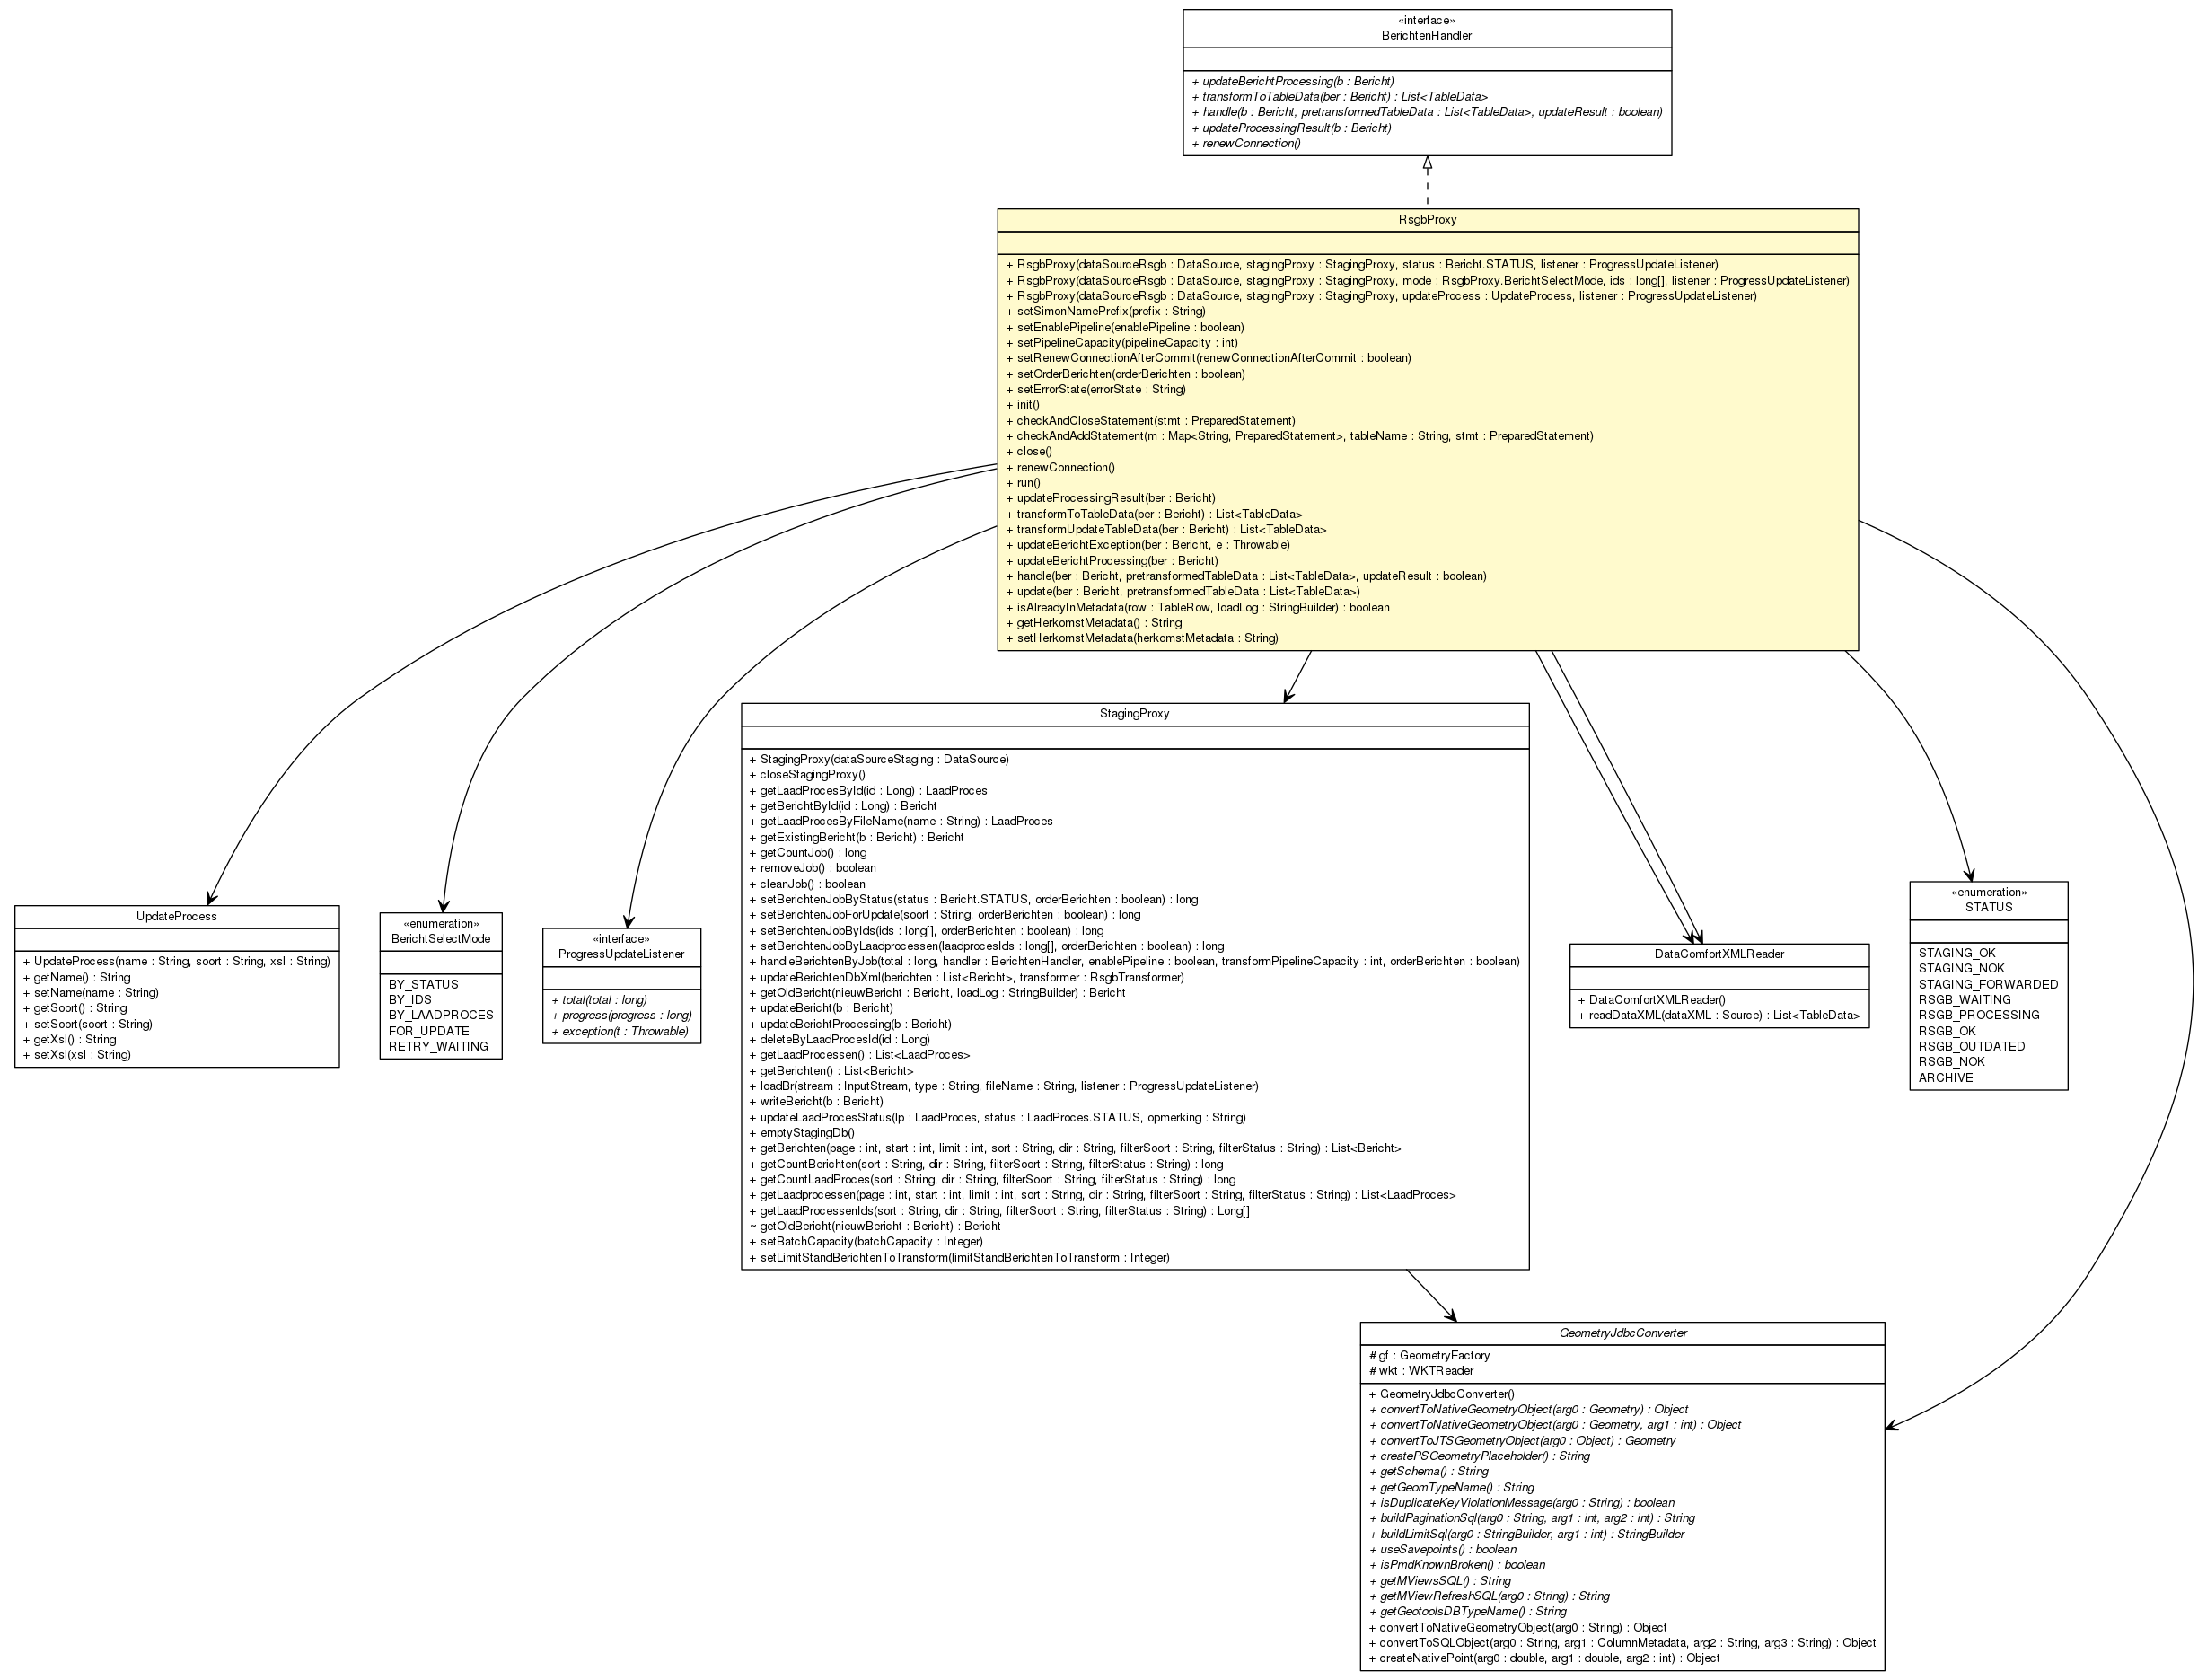 «interface»
BerichtenHandler
+ updateBerichtProcessing(b : Bericht)
+ transformToTableData(ber : Bericht) : List<TableData>
+ handle(b : Bericht, pretransformedTableData : List<TableData>, updateResult : boolean)
+ updateProcessingResult(b : Bericht)
+ renewConnection()
RsgbProxy
+ RsgbProxy(dataSourceRsgb : DataSource, stagingProxy : StagingProxy, status : Bericht.STATUS, listener : ProgressUpdateListener)
+ RsgbProxy(dataSourceRsgb : DataSource, stagingProxy : StagingProxy, mode : RsgbProxy.BerichtSelectMode, ids : long[], listener : ProgressUpdateListener)
+ RsgbProxy(dataSourceRsgb : DataSource, stagingProxy : StagingProxy, updateProcess : UpdateProcess, listener : ProgressUpdateListener)
+ setSimonNamePrefix(prefix : String)
+ setEnablePipeline(enablePipeline : boolean)
+ setPipelineCapacity(pipelineCapacity : int)
+ setRenewConnectionAfterCommit(renewConnectionAfterCommit : boolean)
+ setOrderBerichten(orderBerichten : boolean)
+ setErrorState(errorState : String)
+ init()
+ checkAndCloseStatement(stmt : PreparedStatement)
+ checkAndAddStatement(m : Map<String, PreparedStatement>, tableName : String, stmt : PreparedStatement)
+ close()
+ renewConnection()
+ run()
+ updateProcessingResult(ber : Bericht)
+ transformToTableData(ber : Bericht) : List<TableData>
+ transformUpdateTableData(ber : Bericht) : List<TableData>
+ updateBerichtException(ber : Bericht, e : Throwable)
+ updateBerichtProcessing(ber : Bericht)
+ handle(ber : Bericht, pretransformedTableData : List<TableData>, updateResult : boolean)
+ update(ber : Bericht, pretransformedTableData : List<TableData>)
+ isAlreadyInMetadata(row : TableRow, loadLog : StringBuilder) : boolean
+ getHerkomstMetadata() : String
+ setHerkomstMetadata(herkomstMetadata : String)
UpdateProcess
+ UpdateProcess(name : String, soort : String, xsl : String)
+ getName() : String
+ setName(name : String)
+ getSoort() : String
+ setSoort(soort : String)
+ getXsl() : String
+ setXsl(xsl : String)
«enumeration»
BerichtSelectMode
BY_STATUS
BY_IDS
BY_LAADPROCES
FOR_UPDATE
RETRY_WAITING
«interface»
ProgressUpdateListener
+ total(total : long)
+ progress(progress : long)
+ exception(t : Throwable)
StagingProxy
+ StagingProxy(dataSourceStaging : DataSource)
+ closeStagingProxy()
+ getLaadProcesById(id : Long) : LaadProces
+ getBerichtById(id : Long) : Bericht
+ getLaadProcesByFileName(name : String) : LaadProces
+ getExistingBericht(b : Bericht) : Bericht
+ getCountJob() : long
+ removeJob() : boolean
+ cleanJob() : boolean
+ setBerichtenJobByStatus(status : Bericht.STATUS, orderBerichten : boolean) : long
+ setBerichtenJobForUpdate(soort : String, orderBerichten : boolean) : long
+ setBerichtenJobByIds(ids : long[], orderBerichten : boolean) : long
+ setBerichtenJobByLaadprocessen(laadprocesIds : long[], orderBerichten : boolean) : long
+ handleBerichtenByJob(total : long, handler : BerichtenHandler, enablePipeline : boolean, transformPipelineCapacity : int, orderBerichten : boolean)
+ updateBerichtenDbXml(berichten : List<Bericht>, transformer : RsgbTransformer)
+ getOldBericht(nieuwBericht : Bericht, loadLog : StringBuilder) : Bericht
+ updateBericht(b : Bericht)
+ updateBerichtProcessing(b : Bericht)
+ deleteByLaadProcesId(id : Long)
+ getLaadProcessen() : List<LaadProces>
+ getBerichten() : List<Bericht>
+ loadBr(stream : InputStream, type : String, fileName : String, listener : ProgressUpdateListener)
+ writeBericht(b : Bericht)
+ updateLaadProcesStatus(lp : LaadProces, status : LaadProces.STATUS, opmerking : String)
+ emptyStagingDb()
+ getBerichten(page : int, start : int, limit : int, sort : String, dir : String, filterSoort : String, filterStatus : String) : List<Bericht>
+ getCountBerichten(sort : String, dir : String, filterSoort : String, filterStatus : String) : long
+ getCountLaadProces(sort : String, dir : String, filterSoort : String, filterStatus : String) : long
+ getLaadprocessen(page : int, start : int, limit : int, sort : String, dir : String, filterSoort : String, filterStatus : String) : List<LaadProces>
+ getLaadProcessenIds(sort : String, dir : String, filterSoort : String, filterStatus : String) : Long[]
~ getOldBericht(nieuwBericht : Bericht) : Bericht
+ setBatchCapacity(batchCapacity : Integer)
+ setLimitStandBerichtenToTransform(limitStandBerichtenToTransform : Integer)
DataComfortXMLReader
+ DataComfortXMLReader()
+ readDataXML(dataXML : Source) : List<TableData>
«enumeration»
STATUS
STAGING_OK
STAGING_NOK
STAGING_FORWARDED
RSGB_WAITING
RSGB_PROCESSING
RSGB_OK
RSGB_OUTDATED
RSGB_NOK
ARCHIVE
GeometryJdbcConverter
# gf : GeometryFactory
# wkt : WKTReader
+ GeometryJdbcConverter()
+ convertToNativeGeometryObject(arg0 : Geometry) : Object
+ convertToNativeGeometryObject(arg0 : Geometry, arg1 : int) : Object
+ convertToJTSGeometryObject(arg0 : Object) : Geometry
+ createPSGeometryPlaceholder() : String
+ getSchema() : String
+ getGeomTypeName() : String
+ isDuplicateKeyViolationMessage(arg0 : String) : boolean
+ buildPaginationSql(arg0 : String, arg1 : int, arg2 : int) : String
+ buildLimitSql(arg0 : StringBuilder, arg1 : int) : StringBuilder
+ useSavepoints() : boolean
+ isPmdKnownBroken() : boolean
+ getMViewsSQL() : String
+ getMViewRefreshSQL(arg0 : String) : String
+ getGeotoolsDBTypeName() : String
+ convertToNativeGeometryObject(arg0 : String) : Object
+ convertToSQLObject(arg0 : String, arg1 : ColumnMetadata, arg2 : String, arg3 : String) : Object
+ createNativePoint(arg0 : double, arg1 : double, arg2 : int) : Object